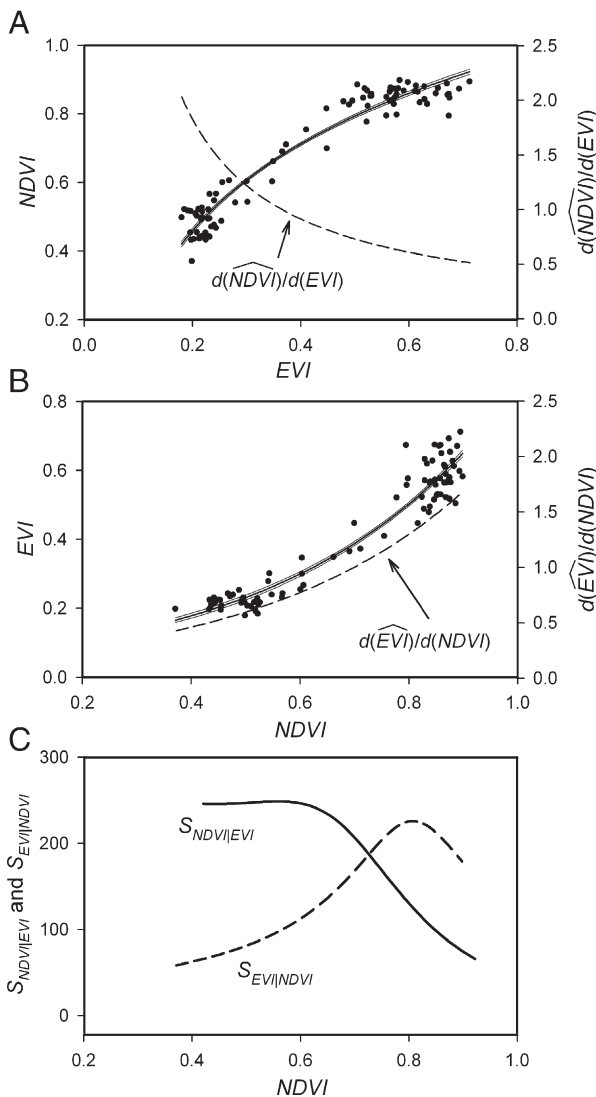 A
1.0
0.8
0.6
0.4
0.2
NDVI
2.5
2.0
1.5
1.0
0.5
0.0
d(NDVI)/d(EVI)
d(NDVI)/d(EVI)
0.0 0.2 0.4 0.6 0.8
EVI
B
0.8
0.6
0.4
0.2
0.0
EVI
2.5
2.0
1.5
1.0
0.5
0.0
d(EVI)/d(NDVI)
d(EVI)/d(NDVI)
0.2 0.4 0.6 0.8 1.0
NDVI
C
300
200
100
0
S_NDVI|EVI and S_EVI|NDVI
S_NDVI|EVI
S_EVI|NDVI
0.2 0.4 0.6 0.8 1.0
NDVI